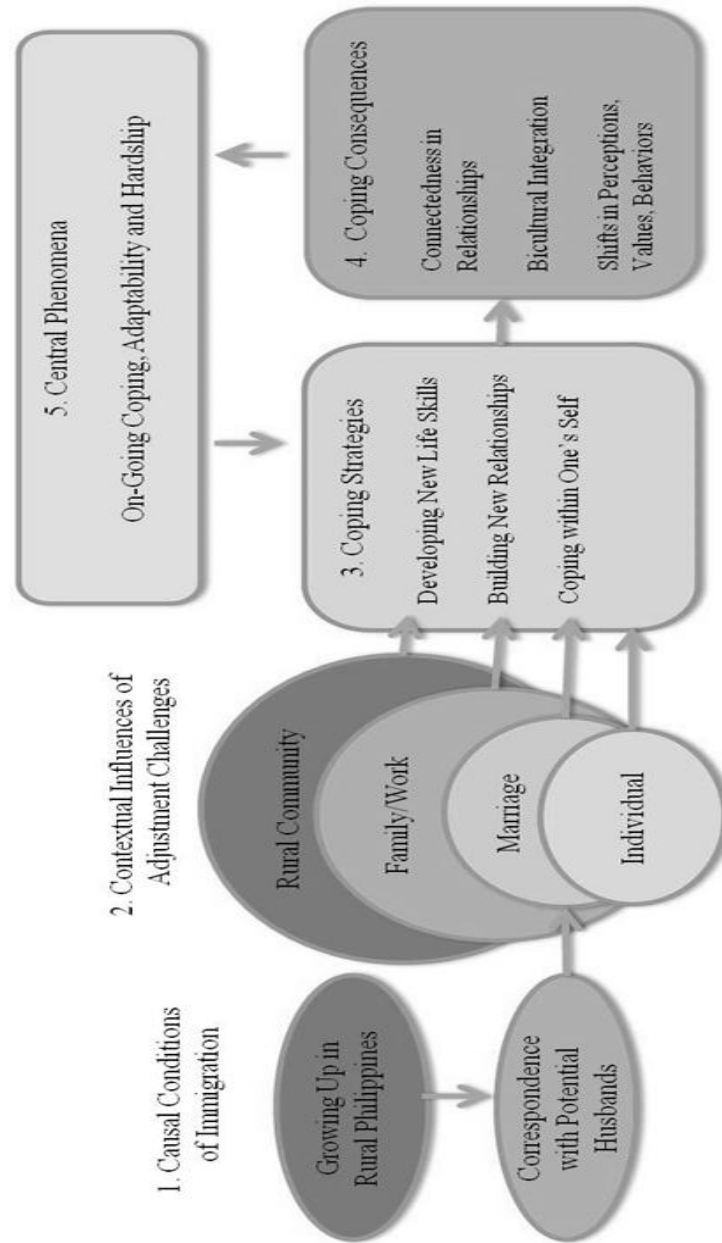 1. Causal Conditions
of Immigration
Growing Up in
Rural Philippines
Correspondence
with Potential
Husbands
2. Contextual Influences of
Adjustment Challenges
Rural Community
Family/Work
Marriage
Individual
3. Coping Strategies
Developing New Life Skills
Building New Relationships
Coping within One’s Self
4. Coping Consequences
Connectedness in
Relationships
Bicultural Integration
Shifts in Perceptions,
Values, Behaviors
5. Central Phenomena
On-Going Coping, Adaptability and Hardship